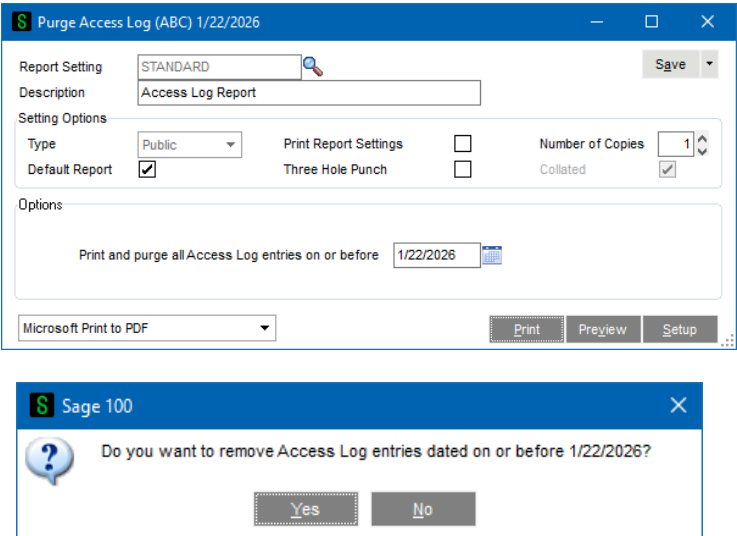 S Purge Access Log (ABC) 1/22/2026
Report Setting STANDARD Save
Description Access Log Report
Setting Options
Type Public Print Report Settings Number of Copies 1
Default Report Three Hole Punch Collated
Options
Print and purge all Access Log entries on or before 1/22/2026
Microsoft Print to PDF Print Preview Setup
S Sage 100
Do you want to remove Access Log entries dated on or before 1/22/2026?
Yes No